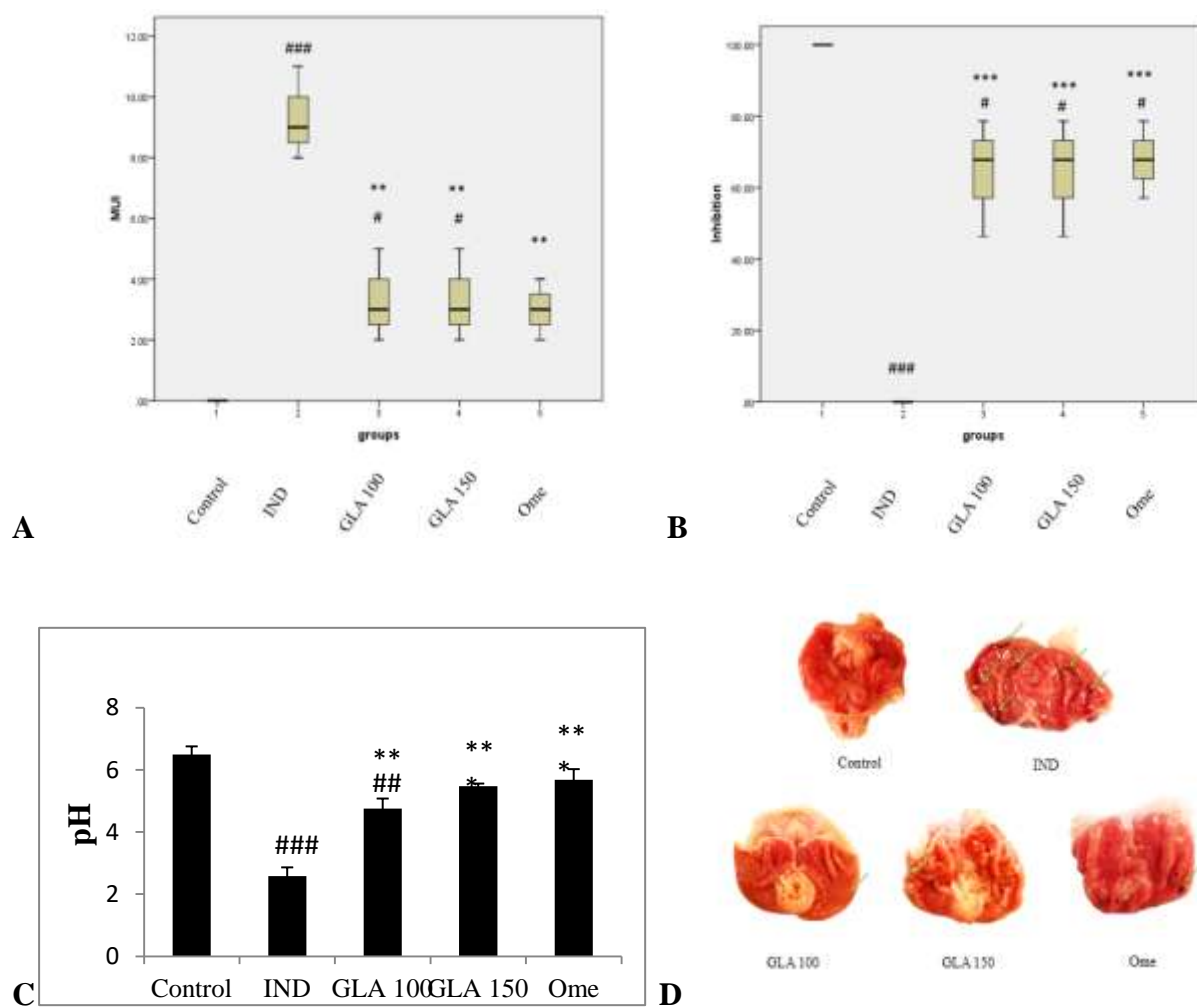 12.00
10.00
8.00
6.00
4.00
2.00
.00
MUI
###
**
#
**
#
**
1 2 3 4 5
groups
Control IND GLA 100 GLA 150 Ome
A
100.00
80.00
60.00
40.00
20.00
.00
Inhibition
###
***
#
***
#
***
#
1 2 3 4 5
groups
Control IND GLA 100 GLA 150 Ome
B
8
6
4
2
0
pH
###
**
##
**
*
**
*
Control IND GLA 100 GLA 150 Ome
C
Control IND
GLA 100 GLA 150 Ome
D